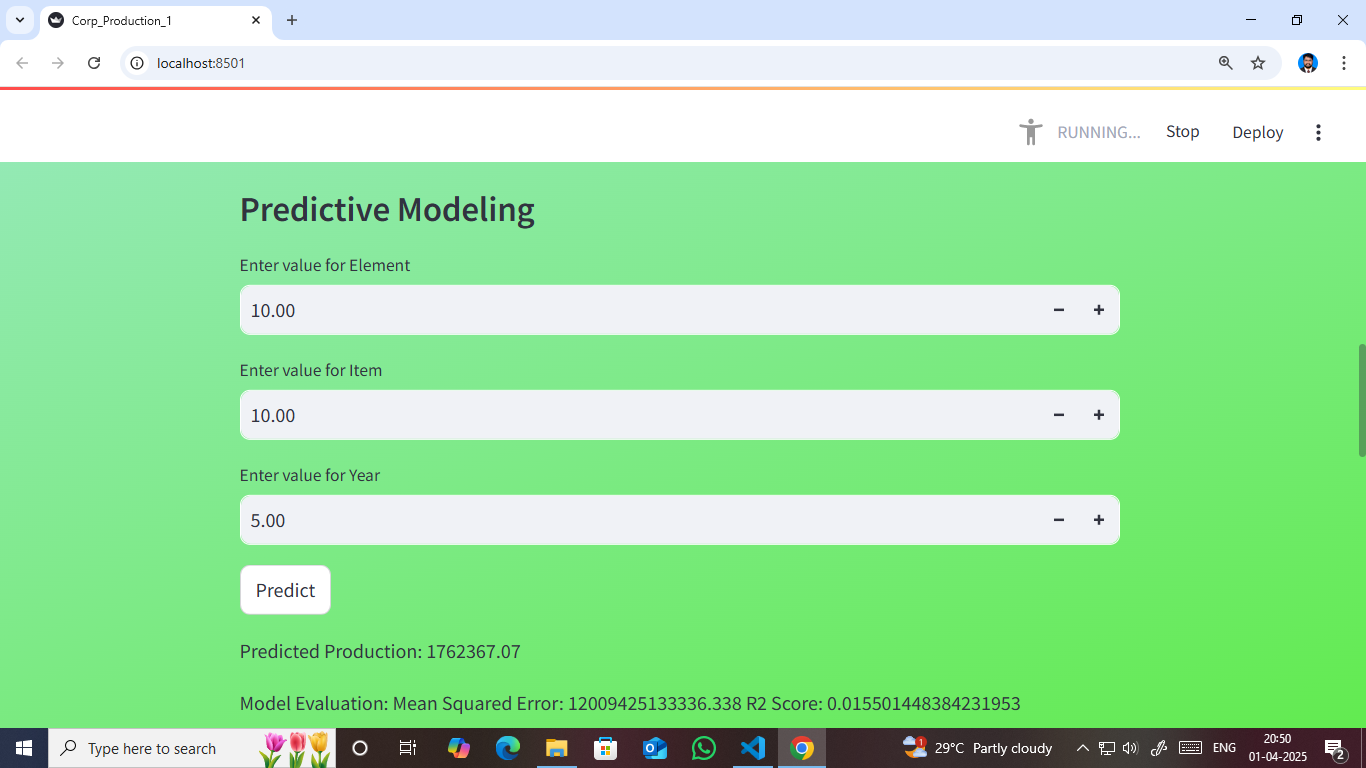 Corp_Production_1
localhost:8501
RUNNING...
Stop
Deploy
Predictive Modeling
Enter value for Element
10.00
Enter value for Item
10.00
Enter value for Year
5.00
Predict
Predicted Production: 1762367.07
Model Evaluation: Mean Squared Error: 12009425133336.338 R2 Score: 0.015501448384231953
Type here to search
1
29°C Partly cloudy
ENG
20:50
01-04-2025
2